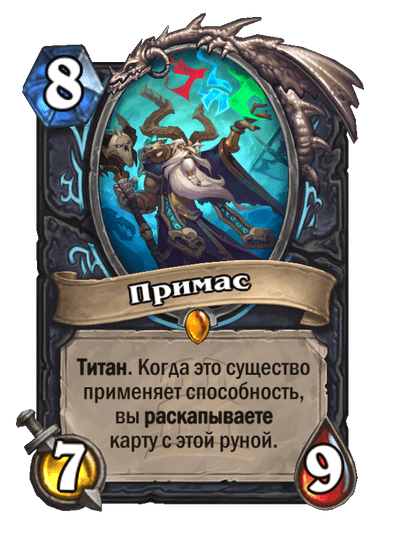 8
Примас
Титан. Когда это существо
применяет способность,
вы раскапываете
карту с этой руной.
7
9